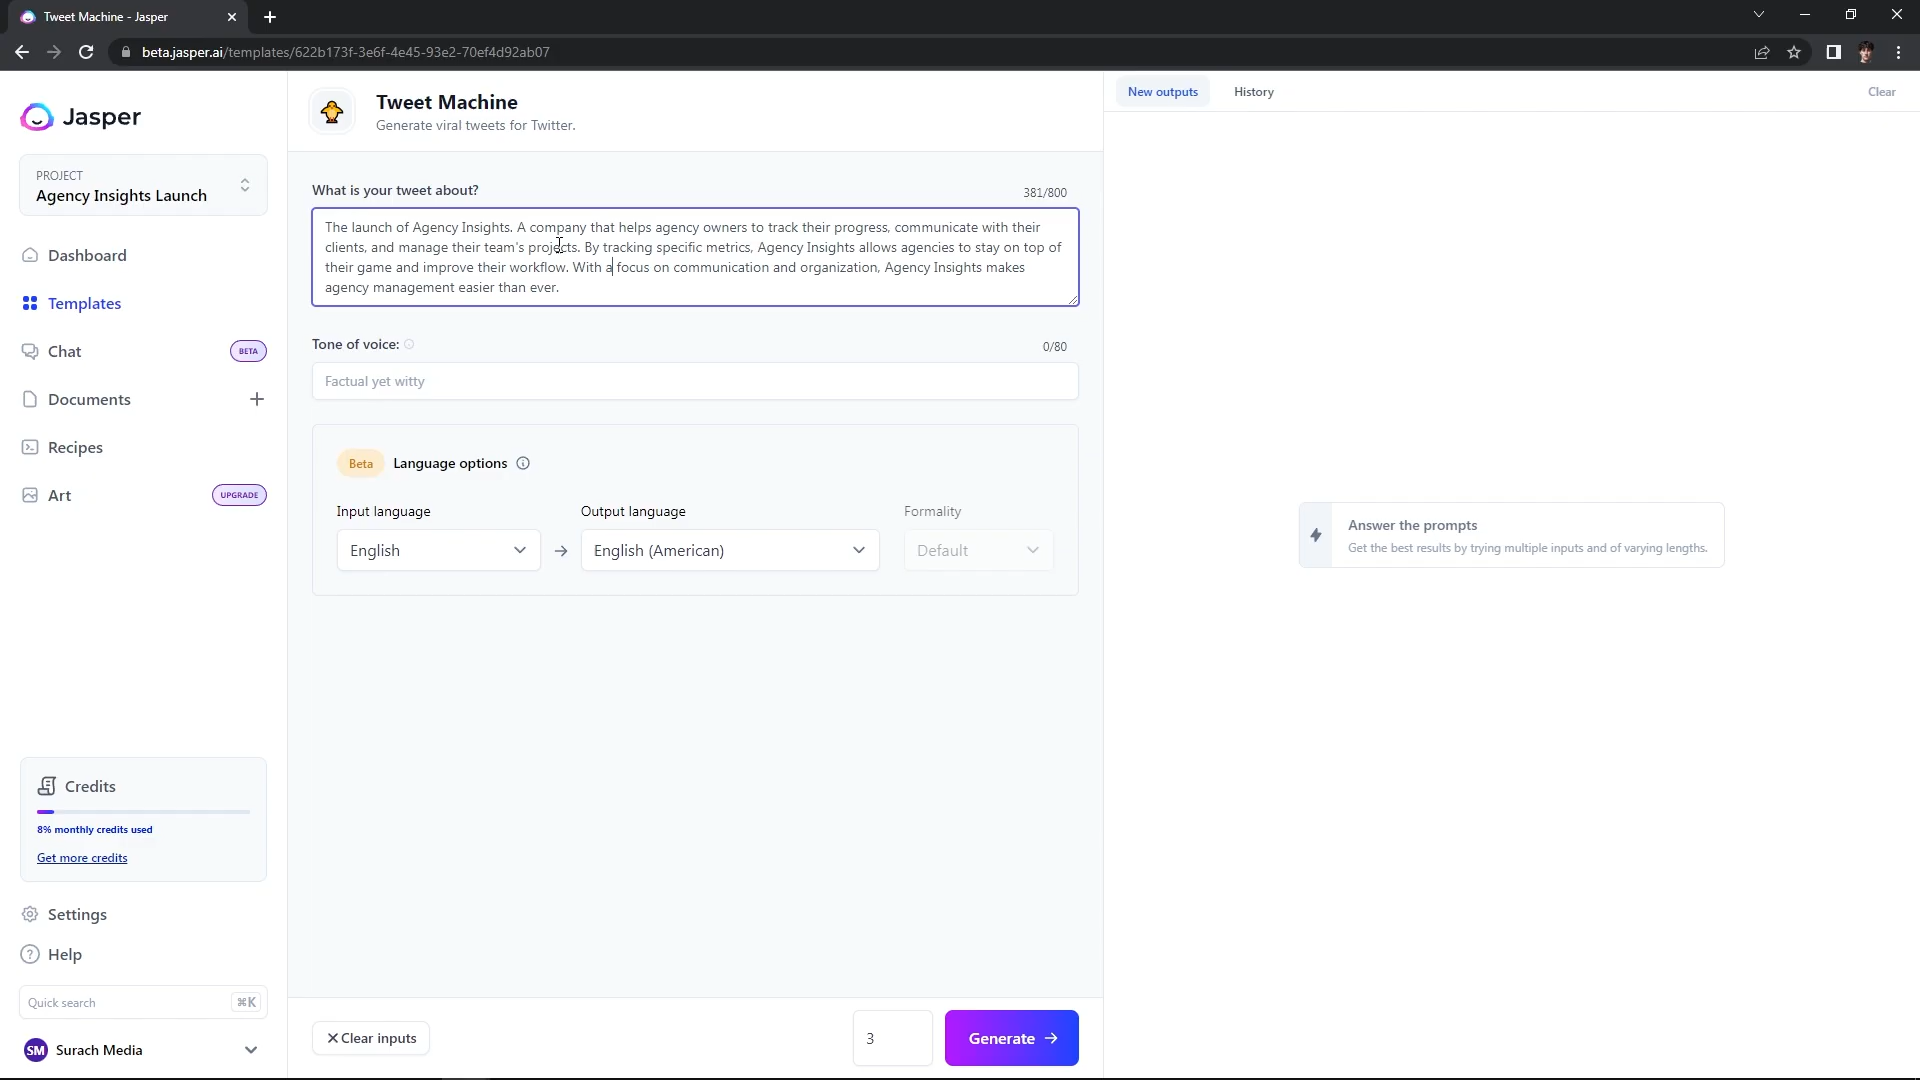 Tweet Machine - Jasper
beta.jasper.ai/templates/622b173f-3e6f-4e45-93e2-70ef4d92ab07
Jasper
PROJECT
Agency Insights Launch
Dashboard
Templates
Chat
BETA
Documents
Recipes
Art
UPGRADE
Credits
8% monthly credits used
Get more credits
Settings
Help
Quick search
⌘K
SM
Surach Media
Tweet Machine
Generate viral tweets for Twitter.
What is your tweet about?
381/800
The launch of Agency Insights. A company that helps agency owners to track their progress, communicate with their
clients, and manage their team's projects. By tracking specific metrics, Agency Insights allows agencies to stay on top of
their game and improve their workflow. With a focus on communication and organization, Agency Insights makes
agency management easier than ever.
Tone of voice:
0/80
Factual yet witty
Beta
Language options
Input language
Output language
Formality
English
English (American)
Default
Clear inputs
3
Generate
New outputs
History
Clear
Answer the prompts
Get the best results by trying multiple inputs and of varying lengths.